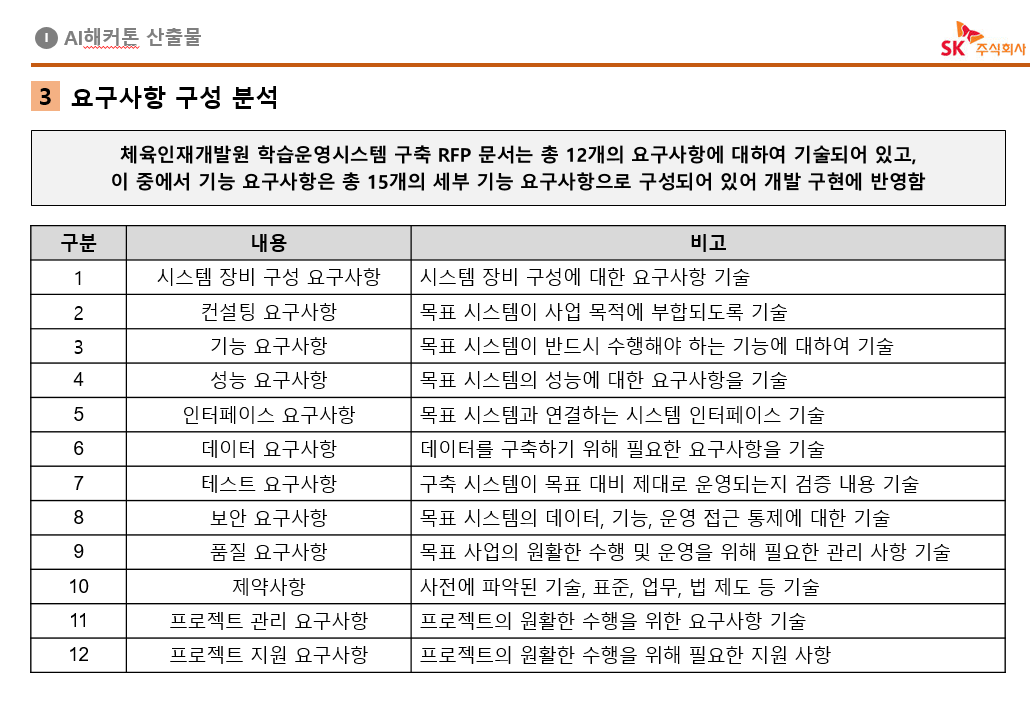 I AI해커톤 산출물
SK 주식회사
3 요구사항 구성 분석
체육인재개발원 학습운영시스템 구축 RFP 문서는 총 12개의 요구사항에 대하여 기술되어 있고,
이 중에서 기능 요구사항은 총 15개의 세부 기능 요구사항으로 구성되어 있어 개발 구현에 반영함
구분 내용 비고
1 시스템 장비 구성 요구사항 시스템 장비 구성에 대한 요구사항 기술
2 컨설팅 요구사항 목표 시스템이 사업 목적에 부합되도록 기술
3 기능 요구사항 목표 시스템이 반드시 수행해야 하는 기능에 대하여 기술
4 성능 요구사항 목표 시스템의 성능에 대한 요구사항을 기술
5 인터페이스 요구사항 목표 시스템과 연결하는 시스템 인터페이스 기술
6 데이터 요구사항 데이터를 구축하기 위해 필요한 요구사항을 기술
7 테스트 요구사항 구축 시스템이 목표 대비 제대로 운영되는지 검증 내용 기술
8 보안 요구사항 목표 시스템의 데이터, 기능, 운영 접근 통제에 대한 기술
9 품질 요구사항 목표 사업의 원활한 수행 및 운영을 위해 필요한 관리 사항 기술
10 제약사항 사전에 파악된 기술, 표준, 업무, 법 제도 등 기술
11 프로젝트 관리 요구사항 프로젝트의 원활한 수행을 위한 요구사항 기술
12 프로젝트 지원 요구사항 프로젝트의 원활한 수행을 위해 필요한 지원 사항